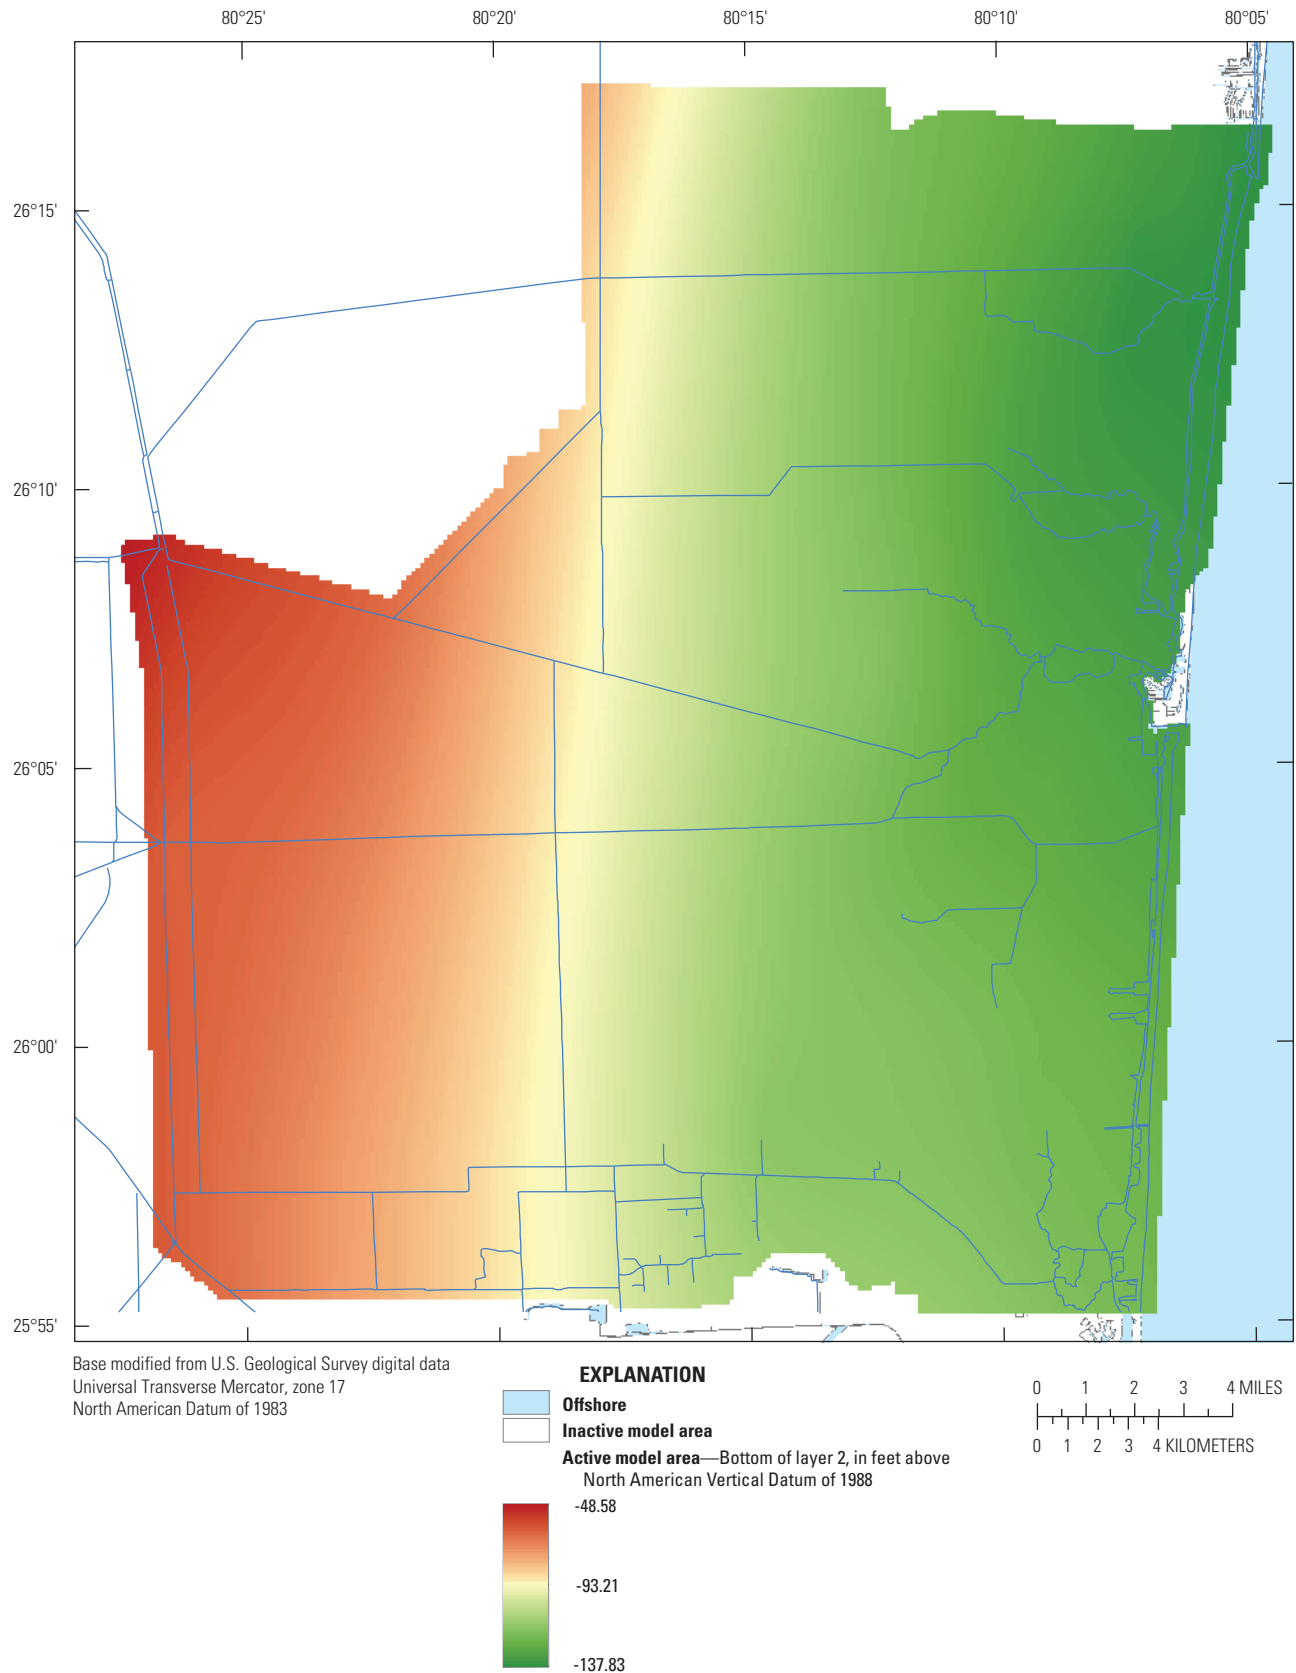 80°25' 80°20' 80°15' 80°10' 80°05'
26°15'
26°10'
26°05'
26°00'
25°55'
Base modified from U.S. Geological Survey digital data
Universal Transverse Mercator, zone 17
North American Datum of 1983
EXPLANATION
Offshore
Inactive model area
Active model area—Bottom of layer 2, in feet above
North American Vertical Datum of 1988
-48.58
-93.21
-137.83
0 1 2 3 4 MILES
0 1 2 3 4 KILOMETERS